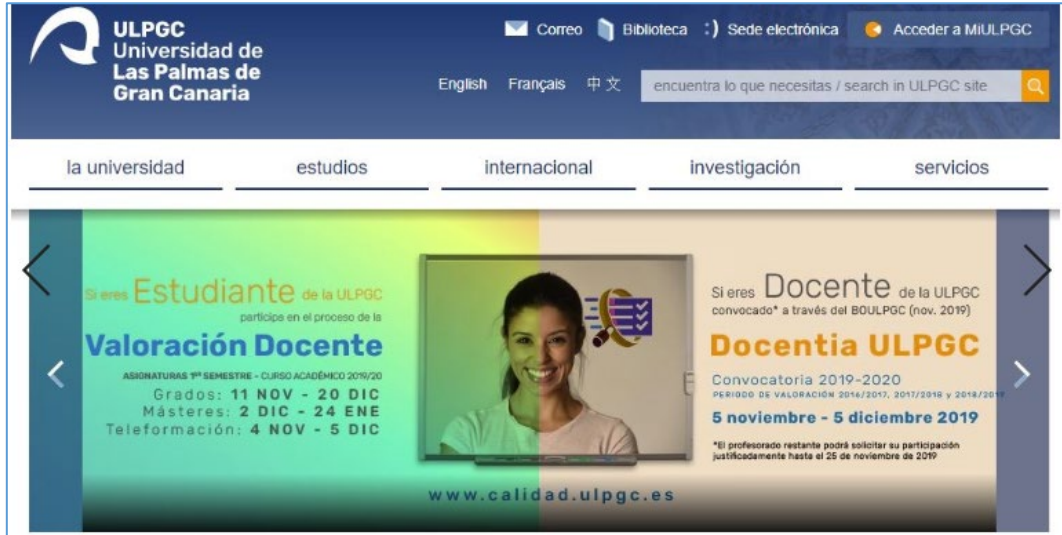 ULPGC
Universidad de
Las Palmas de
Gran Canaria
Correo Biblioteca :) Sede electrónica Acceder a MiULPGC
English Français 中文 encuentra lo que necesitas / search in ULPGC site
la universidad estudios internacional investigación servicios
Si eres Estudiante de la ULPGC
participa en el proceso de la
Valoración Docente
ASIGNATURAS 1er SEMESTRE - CURSO ACADÉMICO 2019/20
Grados: 11 NOV - 20 DIC
Másteres: 2 DIC - 24 ENE
Teleformación: 4 NOV - 5 DIC
Si eres Docente de la ULPGC
convocado* a través del BOULPGC (nov. 2019)
Docentia ULPGC
Convocatoria 2019-2020
PERIODO DE VALORACIÓN 2016/2017, 2017/2018 y 2018/2019
5 noviembre - 5 diciembre 2019
*El profesorado restante podrá solicitar su participación
justificadamente hasta el 25 de noviembre de 2019
www.calidad.ulpgc.es